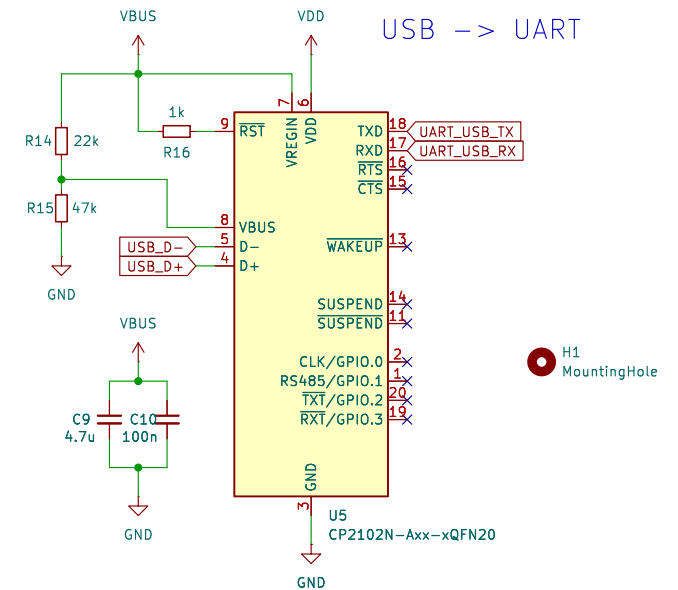 USB -> UART
VBUS
VDD
R14
22k
R15
47k
GND
1k
R16
9
RST
7
VREGIN
6
VDD
8
VBUS
USB_D-
5
D-
USB_D+
4
D+
TXD
18
UART_USB_TX
RXD
17
UART_USB_RX
RTS
16
CTS
15
WAKEUP
13
SUSPEND
14
SUSPEND
11
CLK/GPIO.0
2
RS485/GPIO.1
1
TXT/GPIO.2
20
RXT/GPIO.3
19
GND
3
U5
CP2102N-Axx-xQFN20
GND
VBUS
C9
4.7u
C10
100n
GND
H1
MountingHole